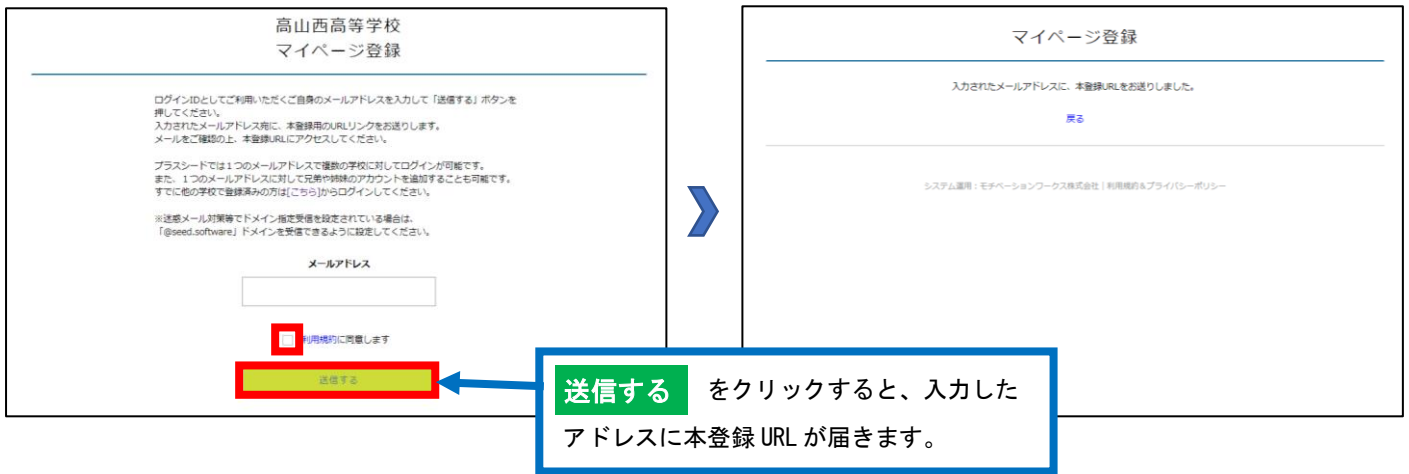 高山西高等学校
マイページ登録
ログインIDとしてご利用いただくご自身のメールアドレスを入力して「送信する」ボタンを
押してください。
入力されたメールアドレス宛に、本登録用のURLリンクをお送りします。
メールをご確認の上、本登録URLにアクセスしてください。
プラスシードでは１つのメールアドレスで複数の学校に対してログインが可能です。
また、１つのメールアドレスに対して兄弟や姉妹のアカウントを追加することも可能です。
すでに他の学校で登録済みの方は[こちら]からログインしてください。
※迷惑メール対策等でドメイン指定受信を設定されている場合は、
「@seed.software」ドメインを受信できるように設定してください。
メールアドレス
利用規約に同意します
送信する
マイページ登録
入力されたメールアドレスに、本登録URLをお送りしました。
戻る
システム運用：モチベーションワークス株式会社 | 利用規約＆プライバシーポリシー
送信する をクリックすると、入力した
アドレスに本登録 URL が届きます。